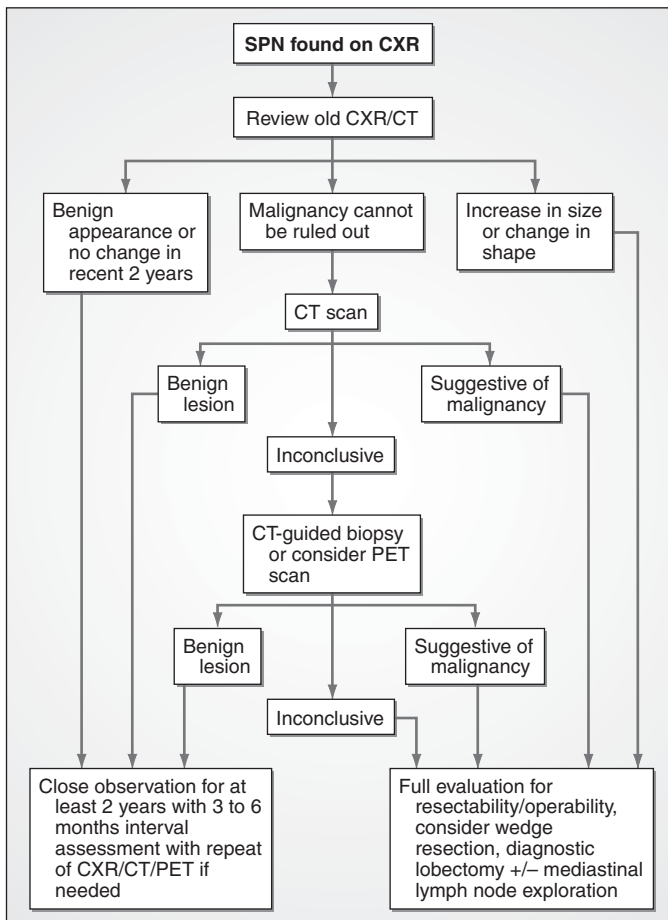 SPN found on CXR
Review old CXR/CT
Benign
appearance or
no change in
recent 2 years
Malignancy cannot
be ruled out
Increase in size
or change in
shape
CT scan
Benign
lesion
Suggestive of
malignancy
Inconclusive
CT-guided biopsy
or consider PET
scan
Benign
lesion
Suggestive of
malignancy
Inconclusive
Close observation for at
least 2 years with 3 to 6
months interval
assessment with repeat
of CXR/CT/PET if
needed
Full evaluation for
resectability/operability,
consider wedge
resection, diagnostic
lobectomy +/– mediastinal
lymph node exploration